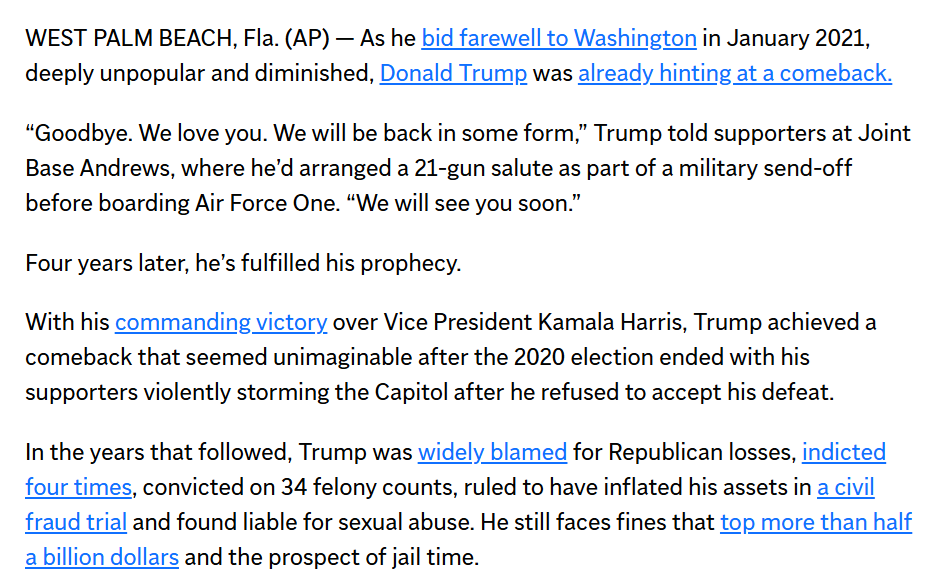 WEST PALM BEACH, Fla. (AP) — As he bid farewell to Washington in January 2021,
deeply unpopular and diminished, Donald Trump was already hinting at a comeback.
“Goodbye. We love you. We will be back in some form,” Trump told supporters at Joint
Base Andrews, where he’d arranged a 21-gun salute as part of a military send-off
before boarding Air Force One. “We will see you soon.”
Four years later, he’s fulfilled his prophecy.
With his commanding victory over Vice President Kamala Harris, Trump achieved a
comeback that seemed unimaginable after the 2020 election ended with his
supporters violently storming the Capitol after he refused to accept his defeat.
In the years that followed, Trump was widely blamed for Republican losses, indicted
four times, convicted on 34 felony counts, ruled to have inflated his assets in a civil
fraud trial and found liable for sexual abuse. He still faces fines that top more than half
a billion dollars and the prospect of jail time.